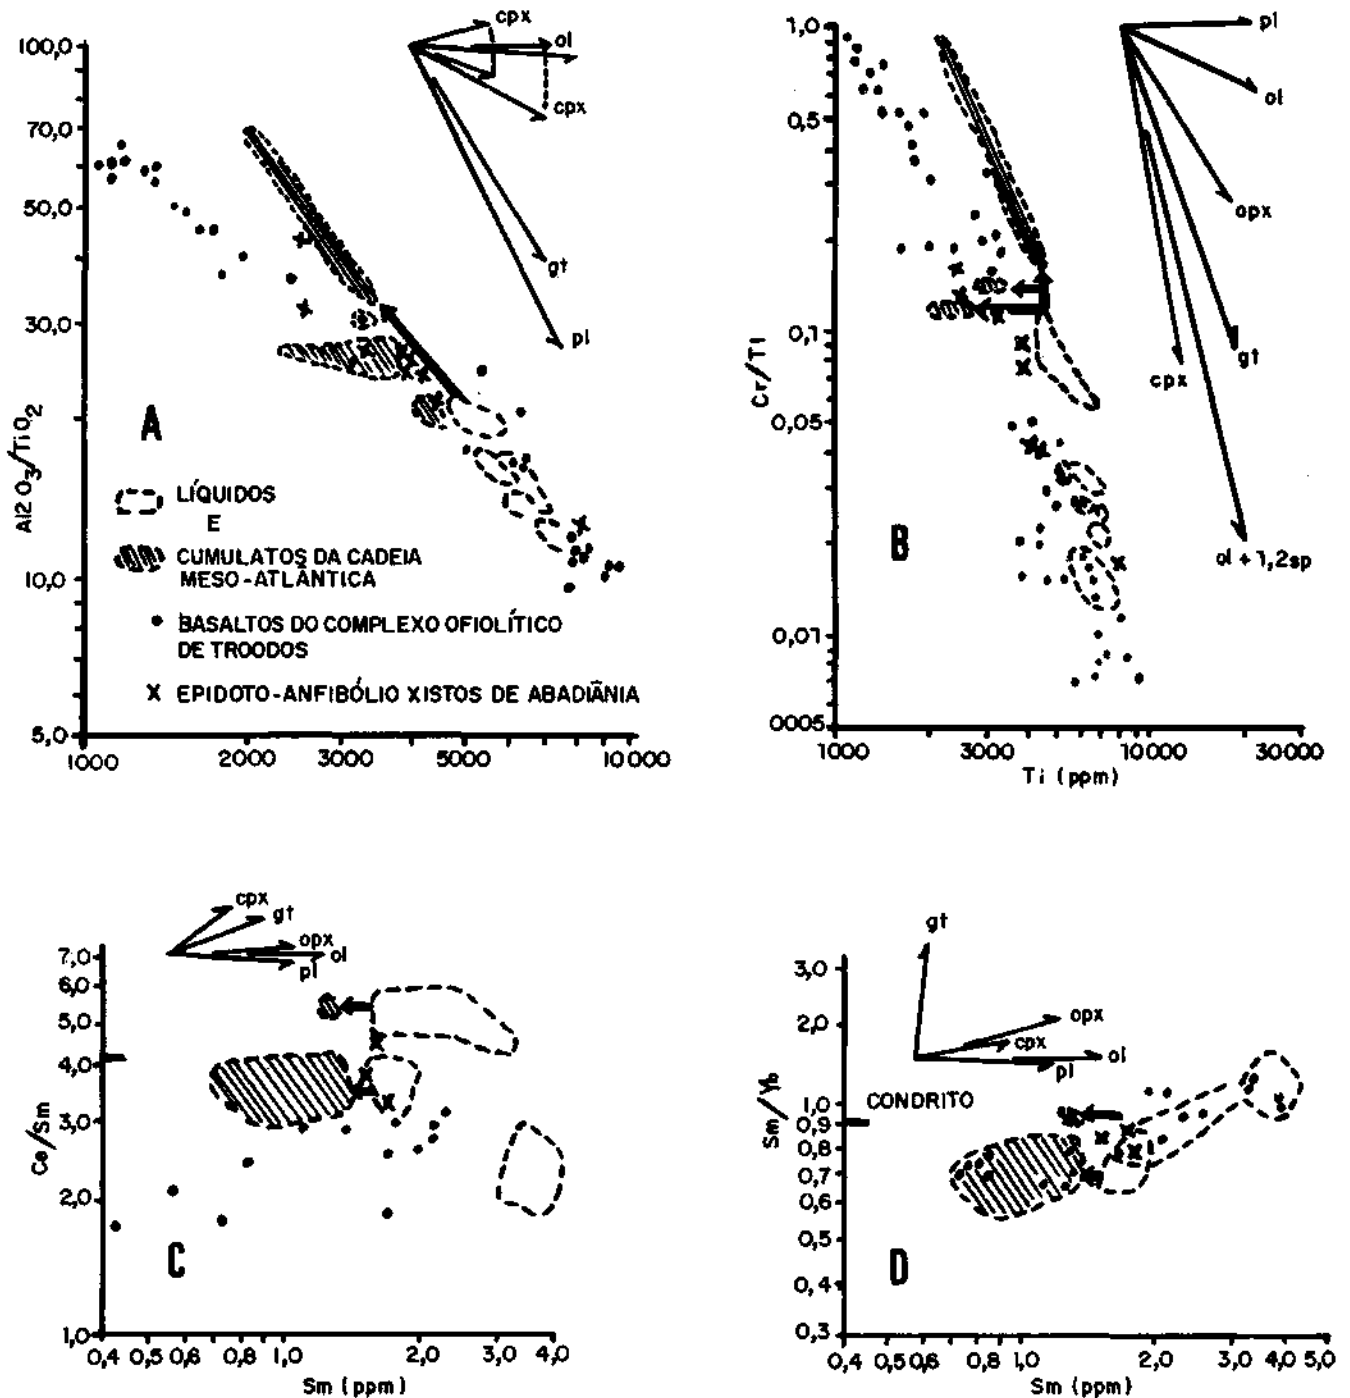 cpx
ol
cpx
gt
pl
100,0
70,0
50,0
30,0
10,0
5,0
Al2O3/TiO2
A
LÍQUIDOS
E
CUMULATOS DA CADEIA
MESO-ATLÂNTICA
BASALTOS DO COMPLEXO OFIOLÍTICO
DE TROODOS
X EPIDOTO-ANFIBÓLIO XISTOS DE ABADIÂNIA
1000
2000
3000
5000
10000
pl
ol
opx
gt
cpx
ol + 1,2sp
1,0
0,5
0,1
0,05
0,01
0005
Cr/Ti
B
1000
3000
10000
30000
Ti (ppm)
cpx
gt
opx
ol
pl
7,0
6,0
5,0
4,0
3,0
2,0
1,0
Ce/Sm
C
0,4
0,5
0,6
0,8
1,0
2,0
3,0
4,0
Sm (ppm)
gt
opx
cpx
ol
pl
3,0
2,0
1,0
0,9
0,8
0,7
0,6
0,5
0,4
0,3
Sm/Yb
CONDRITO
D
0,4
0,5
0,6
0,8
1,0
2,0
3,0
4,0
5,0
Sm (ppm)